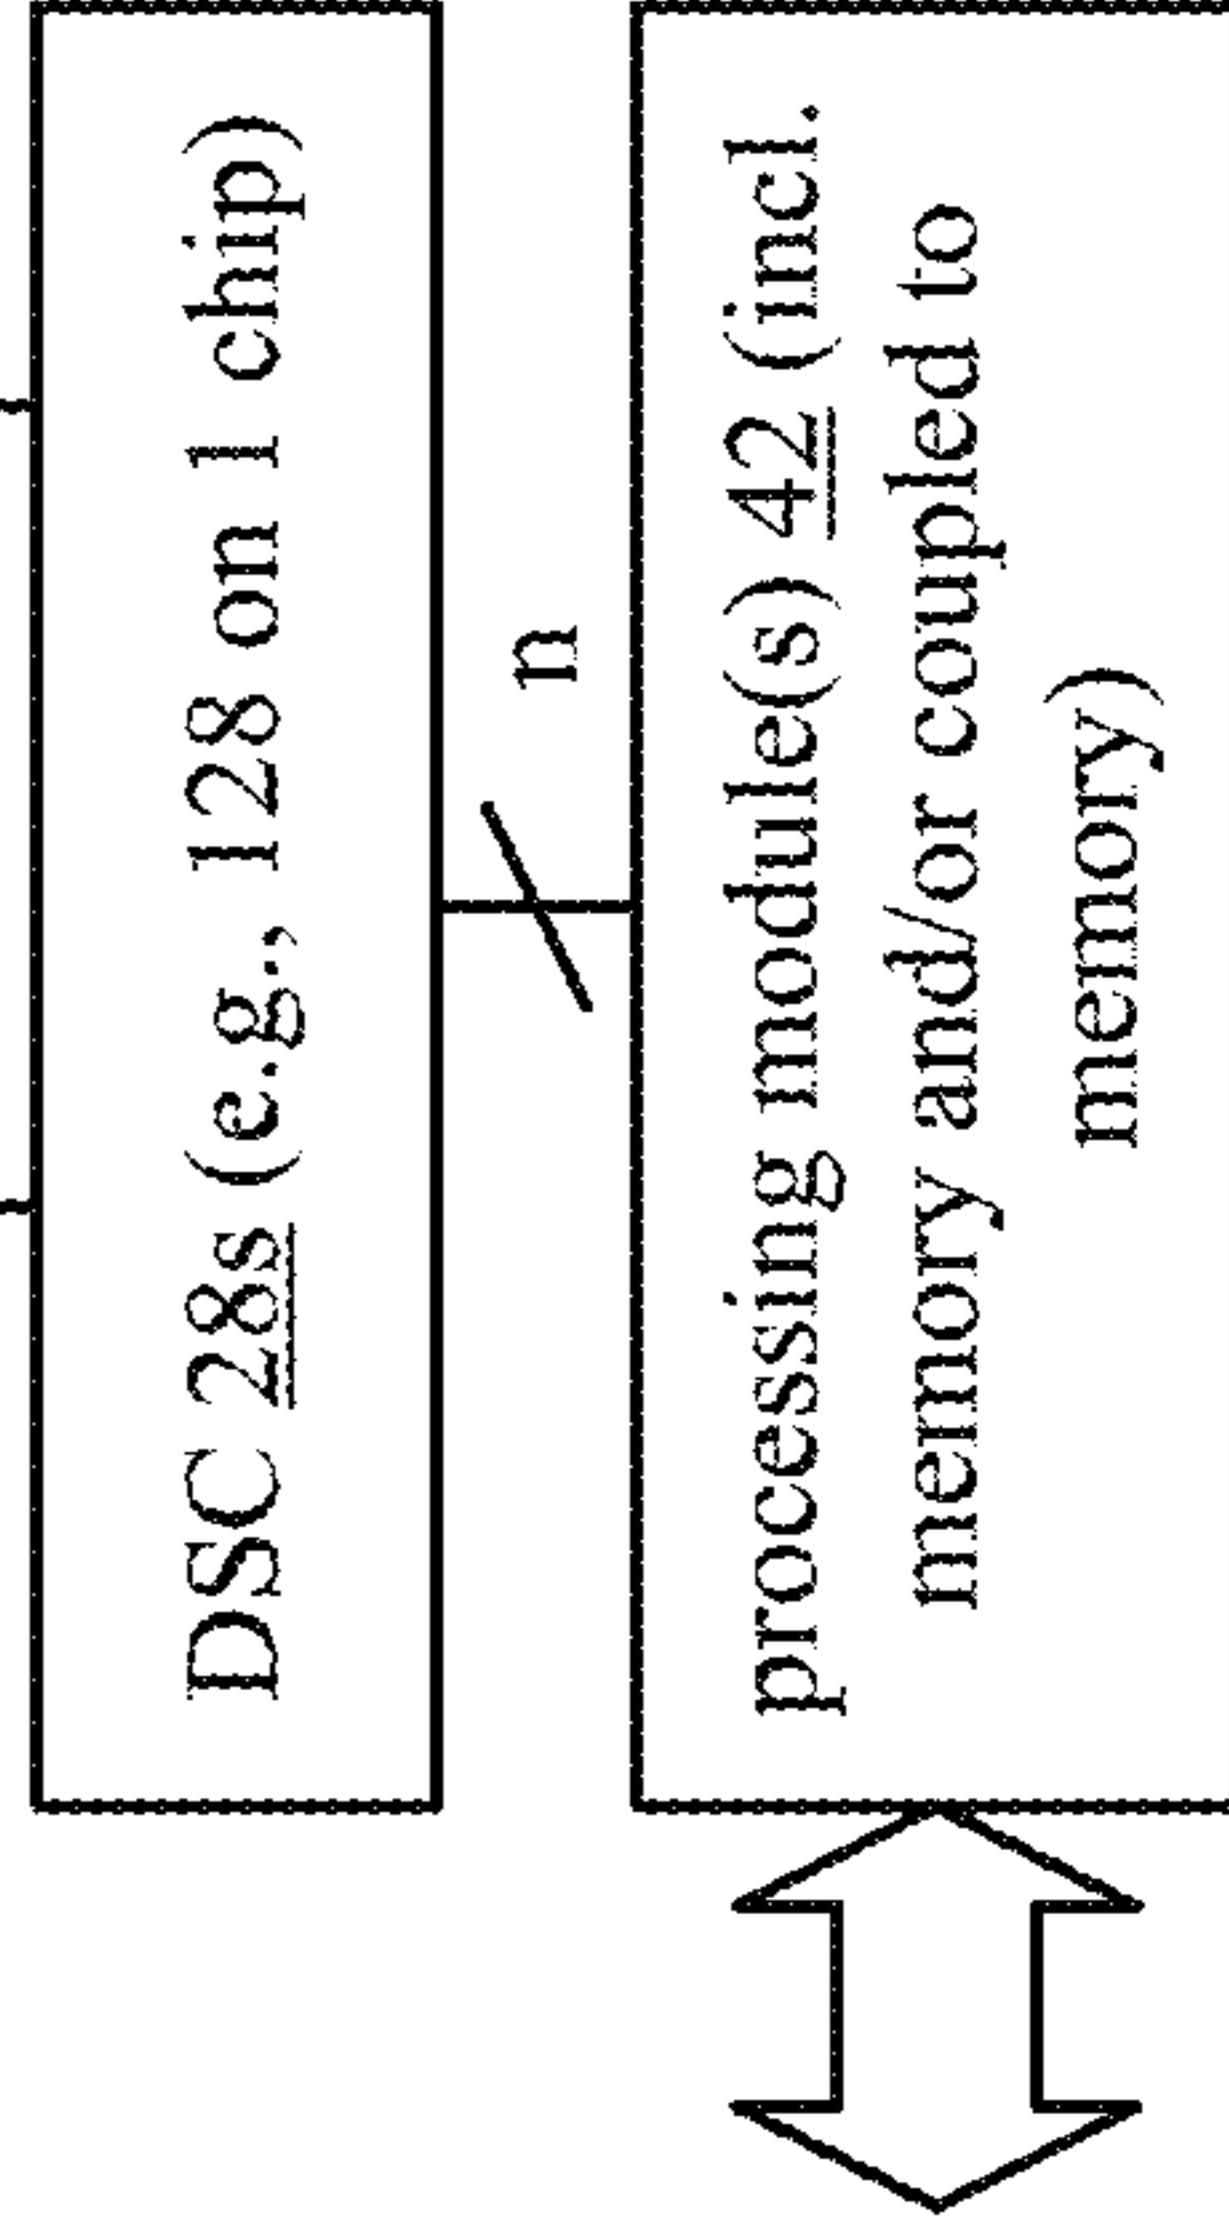 DSC 28s (e.g., 128 on 1 chip)
n
processing module(s) 42 (incl.
memory and/or coupled to
memory)